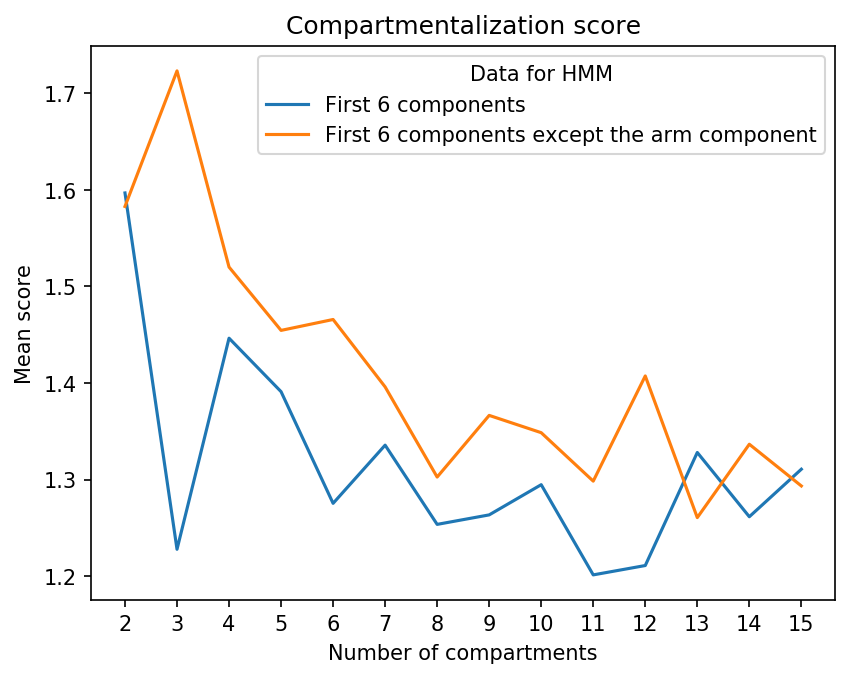 Compartmentalization score
Data for HMM
First 6 components
First 6 components except the arm component
Mean score
1.7
1.6
1.5
1.4
1.3
1.2
2 3 4 5 6 7 8 9 10 11 12 13 14 15
Number of compartments